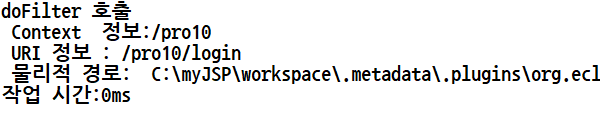 doFilter 호출
Context  정보:/pro10
URI 정보 : /pro10/login
물리적 경로:  C:\myJSP\workspace\.metadata\.plugins\org.ecl
작업 시간:0ms